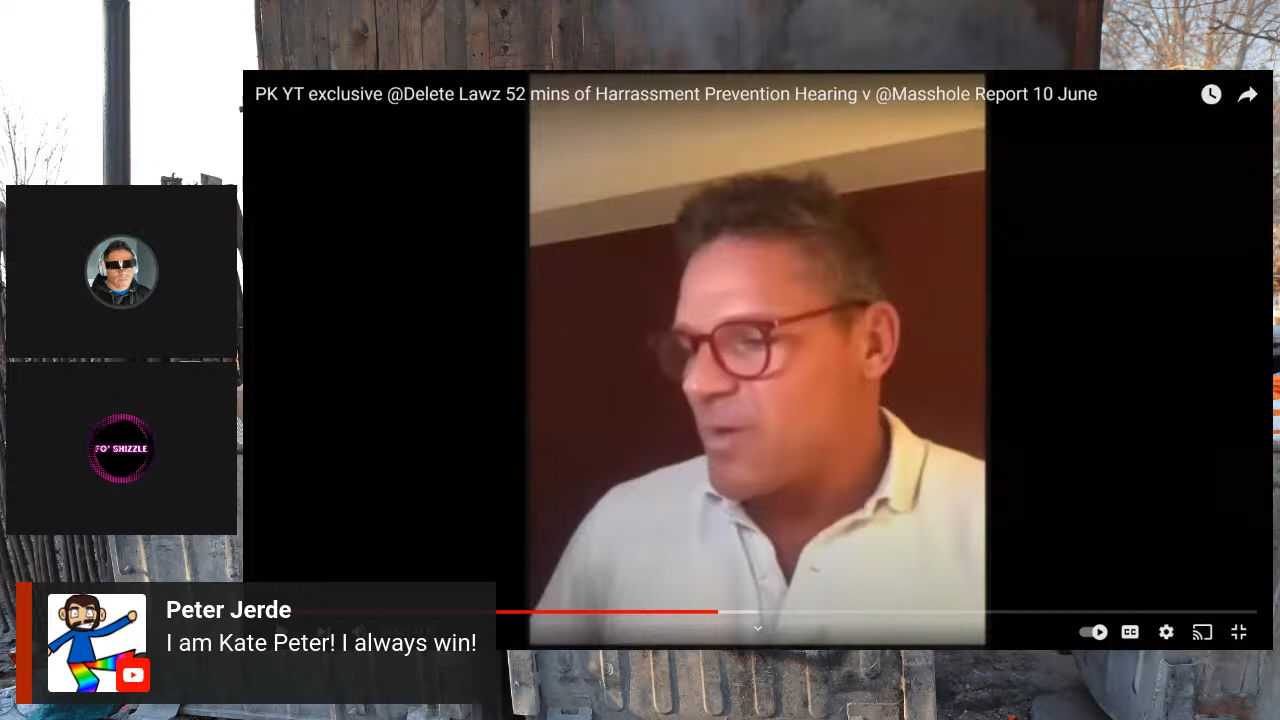 PK YT exclusive @Delete Lawz 52 mins of Harrassment Prevention Hearing v @Masshole Report 10 June
FO' SHIZZLE
Peter Jerde
I am Kate Peter! I always win!
CC